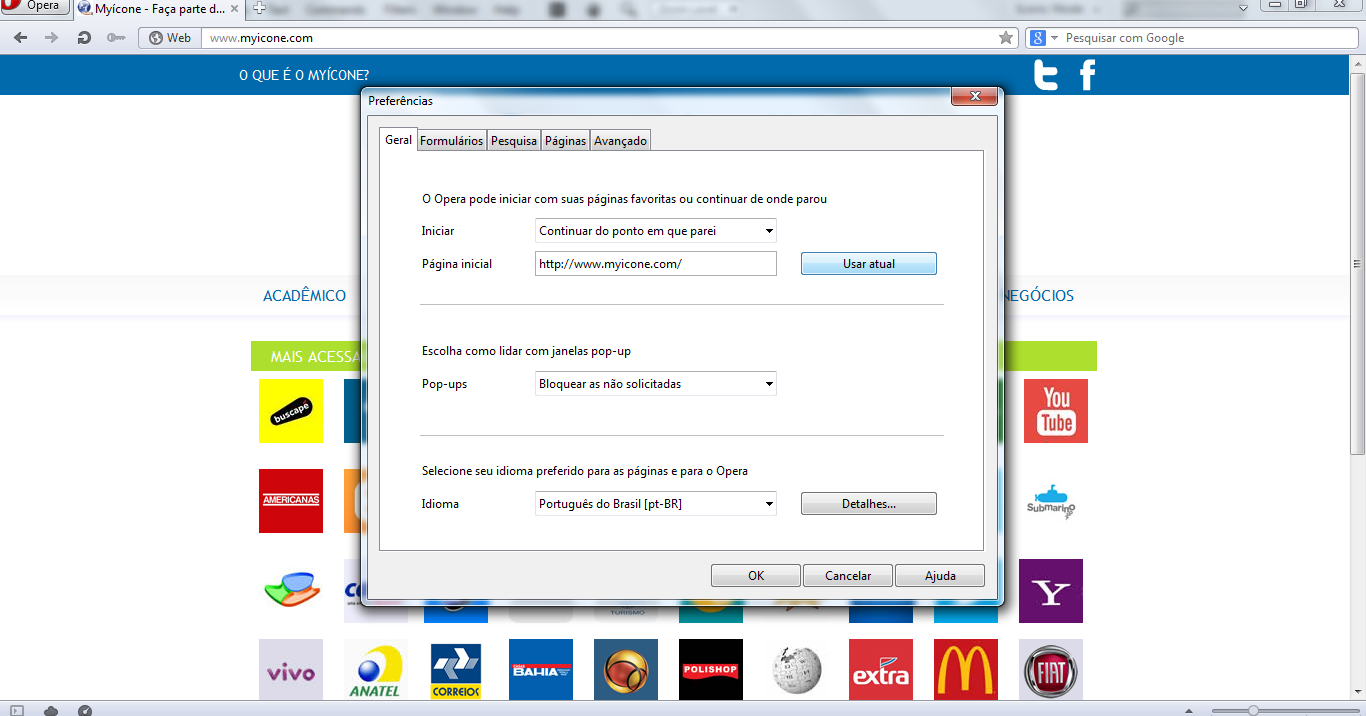 Opera
Myícone - Faça parte d...
Web
www.myicone.com
Pesquisar com Google
O QUE É O MYÍCONE?
Preferências
Geral
Formulários
Pesquisa
Páginas
Avançado
O Opera pode iniciar com suas páginas favoritas ou continuar de onde parou
Iniciar
Continuar do ponto em que parei
Página inicial
http://www.myicone.com/
Usar atual
ACADÊMICO
NEGÓCIOS
Escolha como lidar com janelas pop-up
MAIS ACESSA
Pop-ups
Bloquear as não solicitadas
buscapé
You
Tube
Selecione seu idioma preferido para as páginas e para o Opera
AMERICANAS
Idioma
Português do Brasil [pt-BR]
Detalhes...
Submarino
OK
Cancelar
Ajuda
TURISMO
Y
vivo
ANATEL
CORREIOS
CASAS
BAHIA
POLISHOP
extra
FIAT